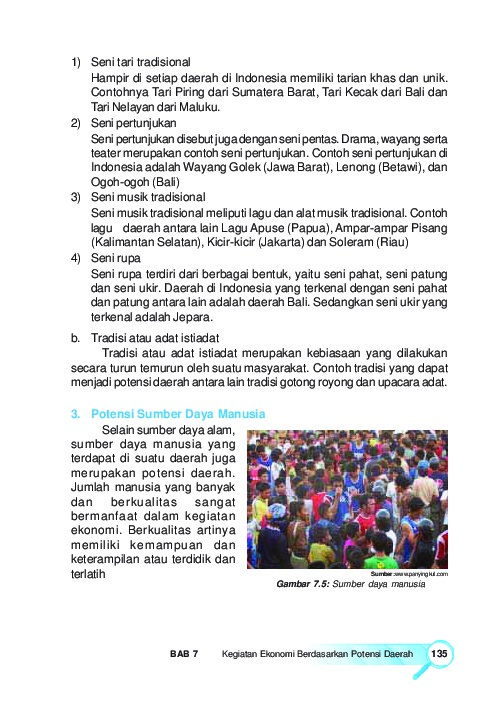 1) Seni tari tradisional
Hampir di setiap daerah di Indonesia memiliki tarian khas dan unik.
Contohnya Tari Piring dari Sumatera Barat, Tari Kecak dari Bali dan
Tari Nelayan dari Maluku.
2) Seni pertunjukan
Seni pertunjukan disebut juga dengan seni pentas. Drama, wayang serta
teater merupakan contoh seni pertunjukan. Contoh seni pertunjukan di
Indonesia adalah Wayang Golek (Jawa Barat), Lenong (Betawi), dan
Ogoh-ogoh (Bali)
3) Seni musik tradisional
Seni musik tradisional meliputi lagu dan alat musik tradisional. Contoh
lagu daerah antara lain Lagu Apuse (Papua), Ampar-ampar Pisang
(Kalimantan Selatan), Kicir-kicir (Jakarta) dan Soleram (Riau)
4) Seni rupa
Seni rupa terdiri dari berbagai bentuk, yaitu seni pahat, seni patung
dan seni ukir. Daerah di Indonesia yang terkenal dengan seni pahat
dan patung antara lain adalah daerah Bali. Sedangkan seni ukir yang
terkenal adalah Jepara.
b. Tradisi atau adat istiadat
Tradisi atau adat istiadat merupakan kebiasaan yang dilakukan
secara turun temurun oleh suatu masyarakat. Contoh tradisi yang dapat
menjadi potensi daerah antara lain tradisi gotong royong dan upacara adat.
3. Potensi Sumber Daya Manusia
Selain sumber daya alam,
sumber daya manusia yang
terdapat di suatu daerah juga
merupakan potensi daerah.
Jumlah manusia yang banyak
dan berkualitas sangat
bermanfaat dalam kegiatan
ekonomi. Berkualitas artinya
memiliki kemampuan dan
keterampilan atau terdidik dan
terlatih
Sumber:www.panyingkul.com
Gambar 7.5: Sumber daya manusia
BAB 7 Kegiatan Ekonomi Berdasarkan Potensi Daerah 135